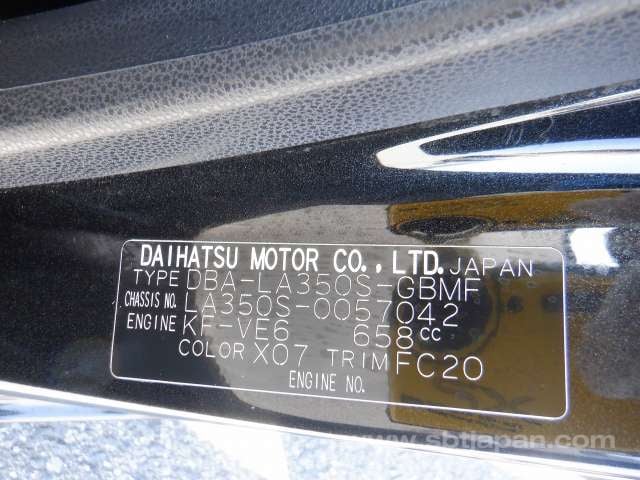 DAIHATSU MOTOR CO., LTD. JAPAN
TYPE DBA-LA350S-GBMF
CHASSIS NO. LA350S-0057042
ENGINE KF-VE6 658cc
COLOR X07 TRIM FC20
ENGINE NO.
www.sbtjapan.com